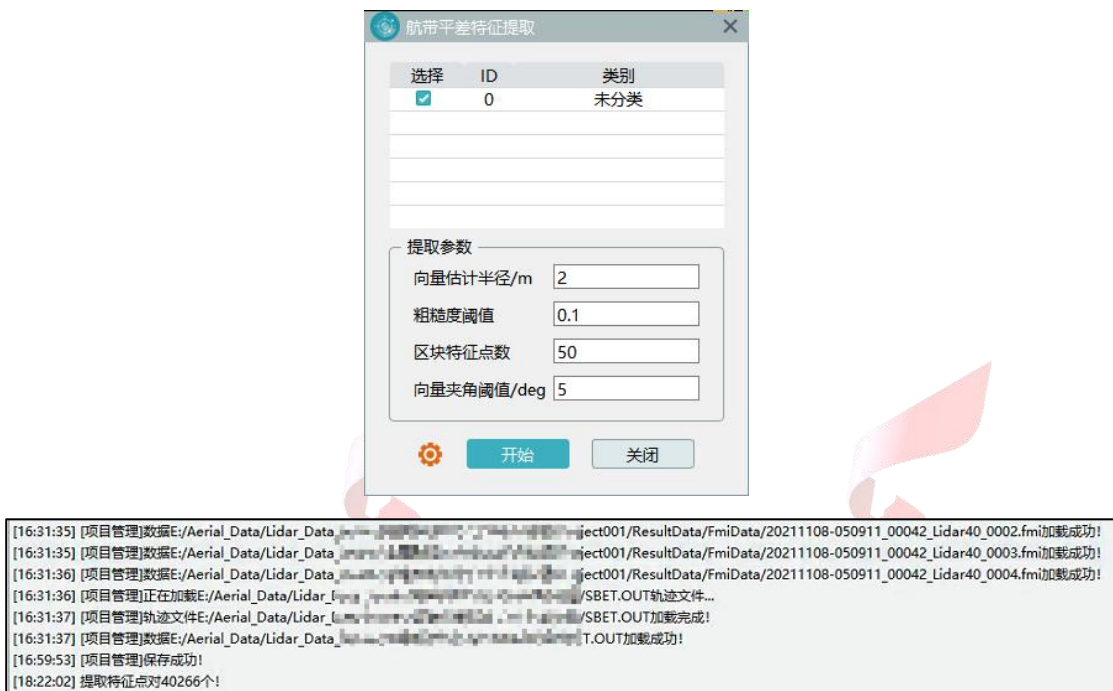 航带平差特征提取
选择 ID 类别
0 未分类
提取参数
向量估计半径/m 2
粗糙度阈值 0.1
区块特征点数 50
向量夹角阈值/deg 5
开始 关闭
[16:31:35] [项目管理]数据E:/Aerial_Data/Lidar_Data ject001/ResultData/FmiData/20211108-050911_00042_Lidar40_0002.fmi加载成功!
[16:31:35] [项目管理]数据E:/Aerial_Data/Lidar_Data ject001/ResultData/FmiData/20211108-050911_00042_Lidar40_0003.fmi加载成功!
[16:31:36] [项目管理]数据E:/Aerial_Data/Lidar_Data ject001/ResultData/FmiData/20211108-050911_00042_Lidar40_0004.fmi加载成功!
[16:31:36] [项目管理]正在加载E:/Aerial_Data/Lidar_ /SBET.OUT轨迹文件...
[16:31:37] [项目管理]轨迹文件E:/Aerial_Data/Lidar_ /SBET.OUT加载完成!
[16:31:37] [项目管理]数据E:/Aerial_Data/Lidar_Data_ T.OUT加载成功!
[16:59:53] [项目管理]保存成功!
[18:22:02] 提取特征点对40266个!